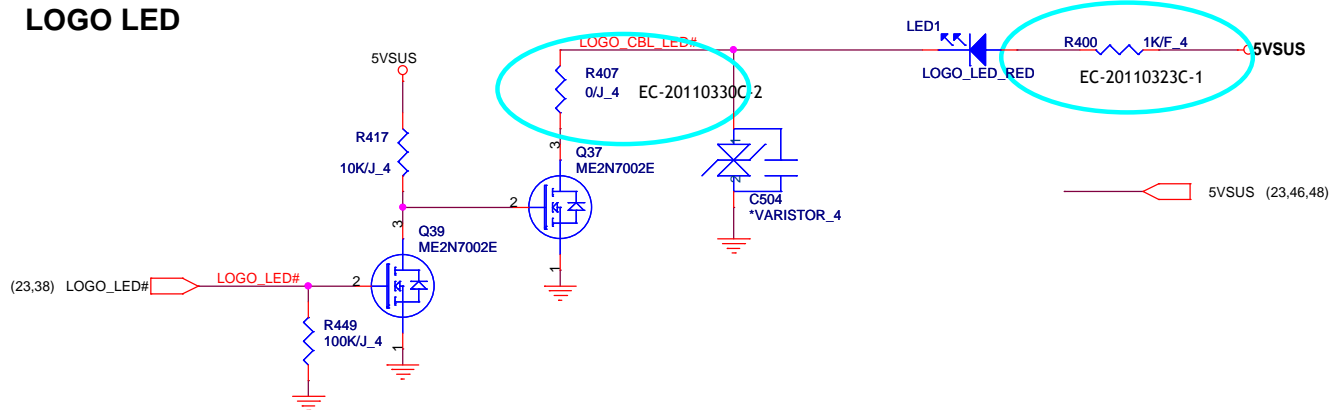 LOGO LED
5VSUS
R417
10K/J_4
LOGO_CBL_LED#
R407
0/J_4
EC-20110330C-2
LED1
LOGO_LED_RED
R400
1K/F_4
5VSUS
EC-20110323C-1
3
Q37
ME2N7002E
2
1
1
2
C504
*VARISTOR_4
5VSUS (23,46,48)
3
Q39
ME2N7002E
2
1
(23,38) LOGO_LED#
LOGO_LED#
R449
100K/J_4